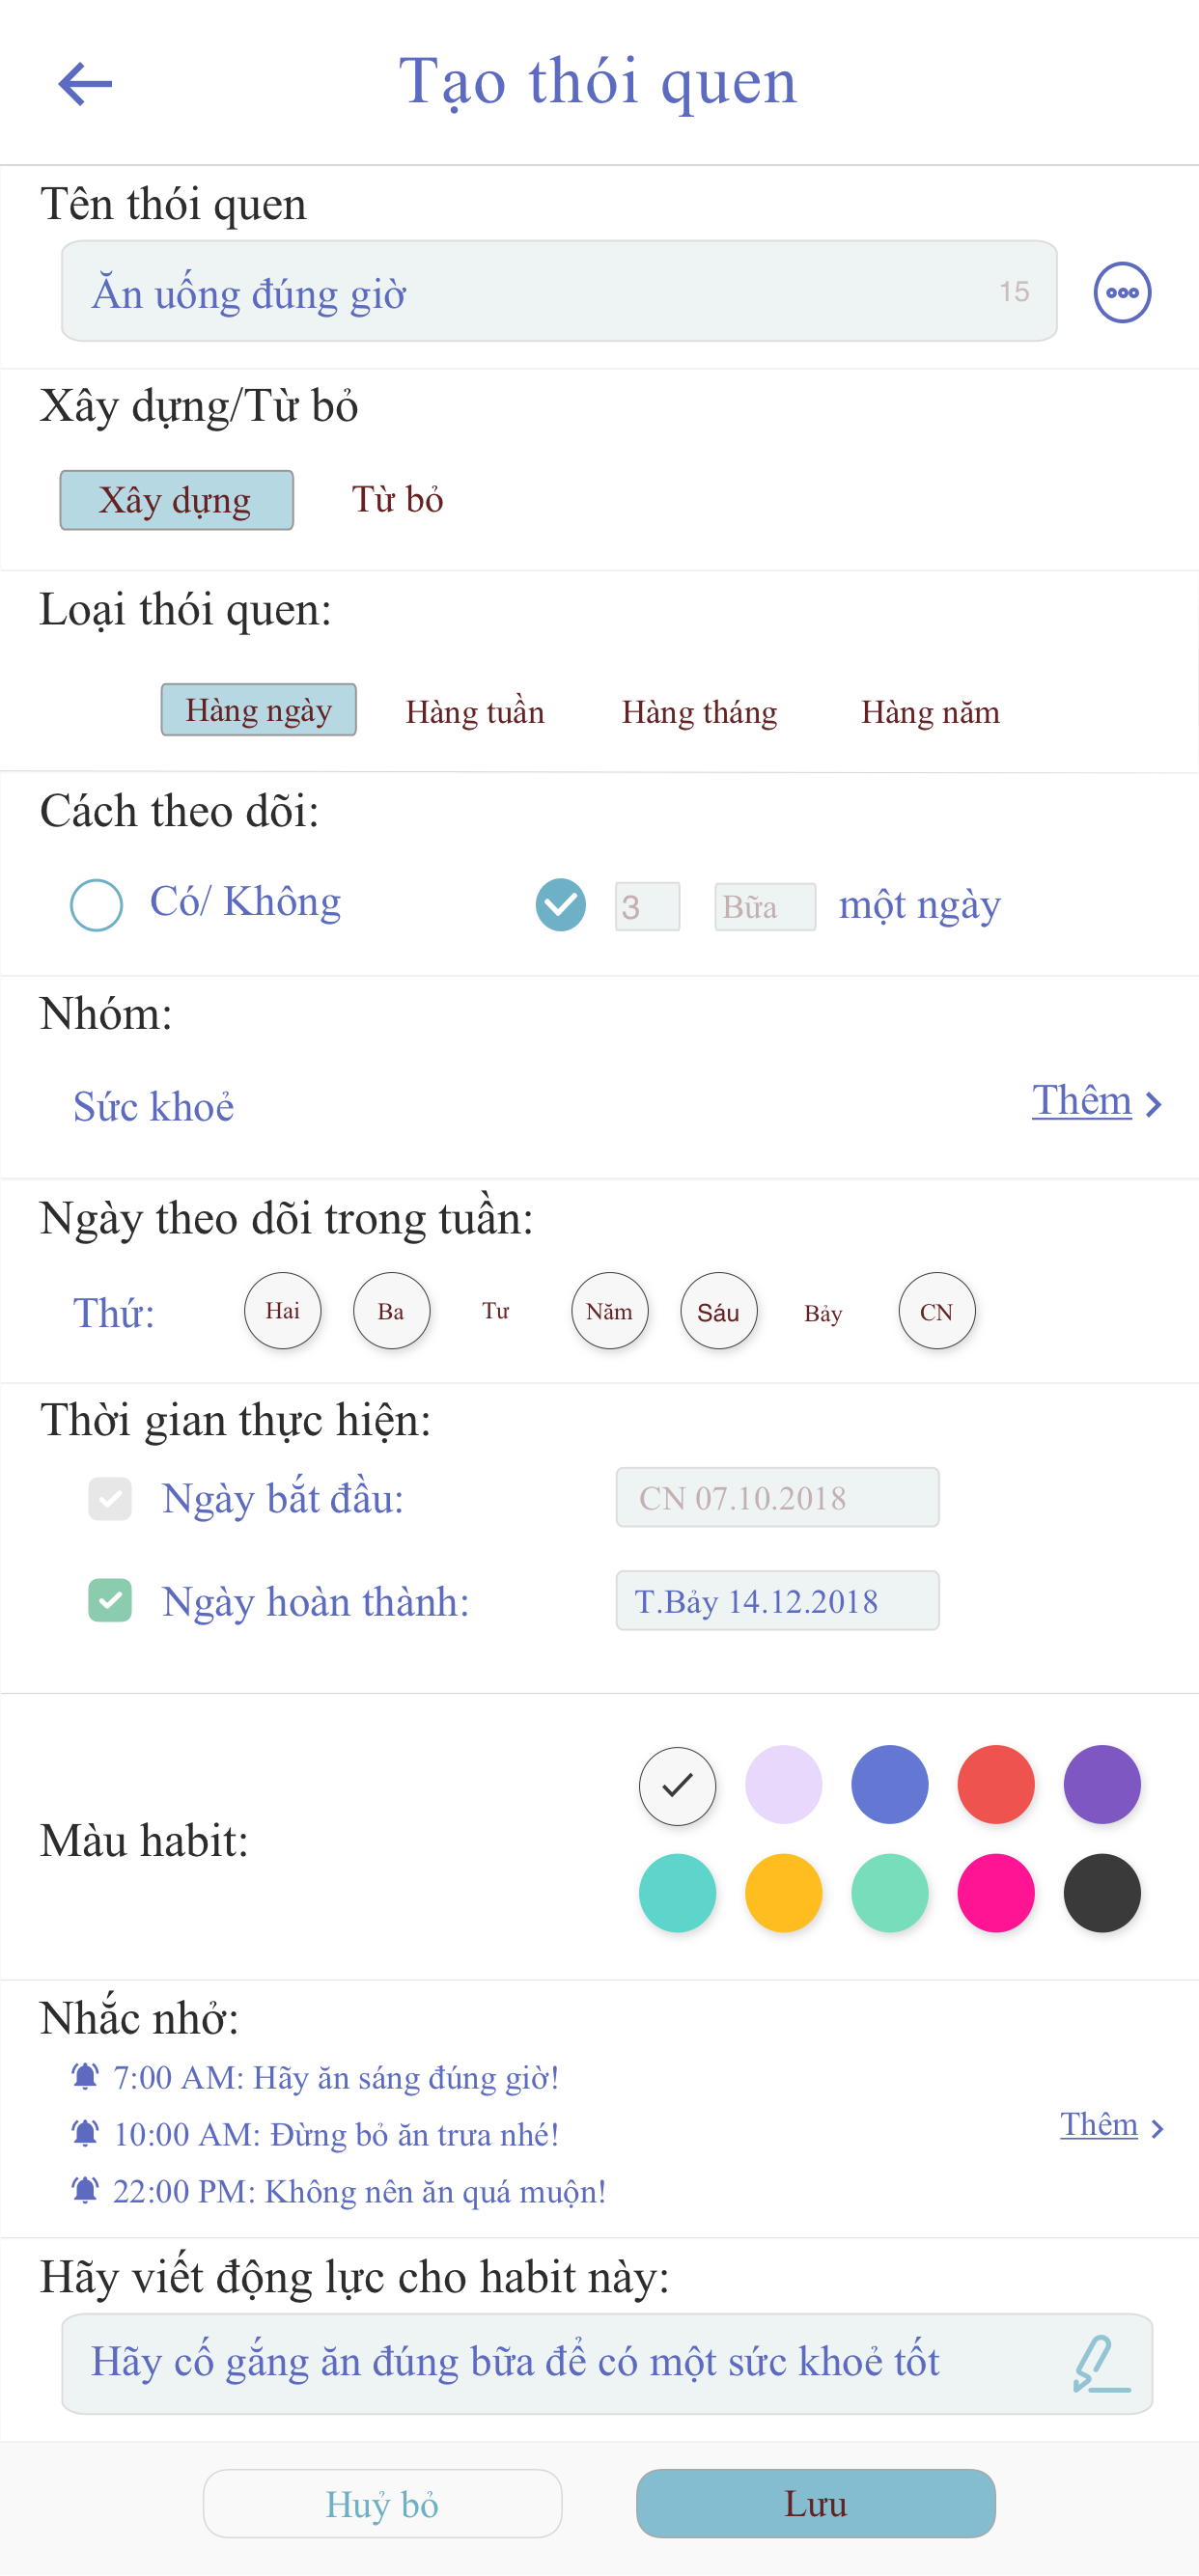 Tạo thói quen
Tên thói quen
Ăn uống đúng giờ 15
Xây dựng/Từ bỏ
Xây dựng Từ bỏ
Loại thói quen:
Hàng ngày Hàng tuần Hàng tháng Hàng năm
Cách theo dõi:
Có/ Không 3 Bữa một ngày
Nhóm:
Sức khoẻ Thêm
Ngày theo dõi trong tuần:
Thứ: Hai Ba Tư Năm Sáu Bảy CN
Thời gian thực hiện:
Ngày bắt đầu: CN 07.10.2018
Ngày hoàn thành: T.Bảy 14.12.2018
Màu habit:
Nhắc nhở:
7:00 AM: Hãy ăn sáng đúng giờ!
10:00 AM: Đừng bỏ ăn trưa nhé!
Thêm
22:00 PM: Không nên ăn quá muộn!
Hãy viết động lực cho habit này:
Hãy cố gắng ăn đúng bữa để có một sức khoẻ tốt
Huỷ bỏ Lưu